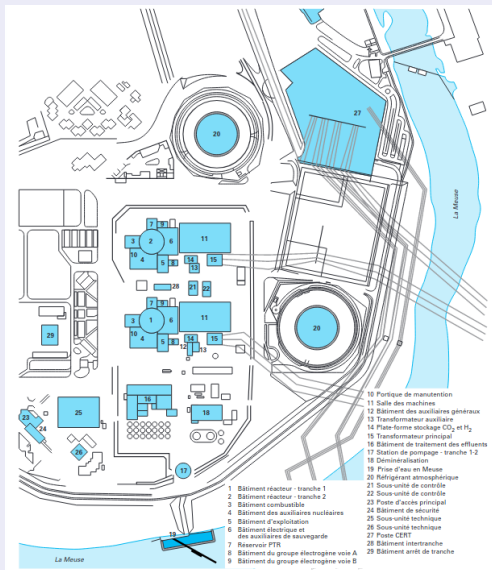 20
27
La Meuse
7
9
3
2
6
11
10
4
5
8
14
13
15
28
21
22
7
9
3
1
6
11
10
4
5
8
14
12
13
15
29
20
16
25
18
23
24
26
17
19
La Meuse
1 Bâtiment réacteur - tranche 1
2 Bâtiment réacteur - tranche 2
3 Bâtiment combustible
4 Bâtiment des auxiliaires nucléaires
5 Bâtiment d'exploitation
6 Bâtiment électrique et
des auxiliaires de sauvegarde
7 Réservoir PTR
8 Bâtiment du groupe électrogène voie A
9 Bâtiment du groupe électrogène voie B
10 Portique de manutention
11 Salle des machines
12 Bâtiment des auxiliaires généraux
13 Transformateur auxiliaire
14 Plate-forme stockage CO2 et H2
15 Transformateur principal
16 Bâtiment de traitement des effluents
17 Station de pompage - tranche 1-2
18 Déminéralisation
19 Prise d'eau en Meuse
20 Réfrigérant atmosphérique
21 Sous-unité de contrôle
22 Sous-unité de contrôle
23 Poste d'accès principal
24 Bâtiment de sécurité
25 Sous-unité technique
26 Sous-unité technique
27 Poste CERT
28 Bâtiment intertranche
29 Bâtiment arrêt de tranche